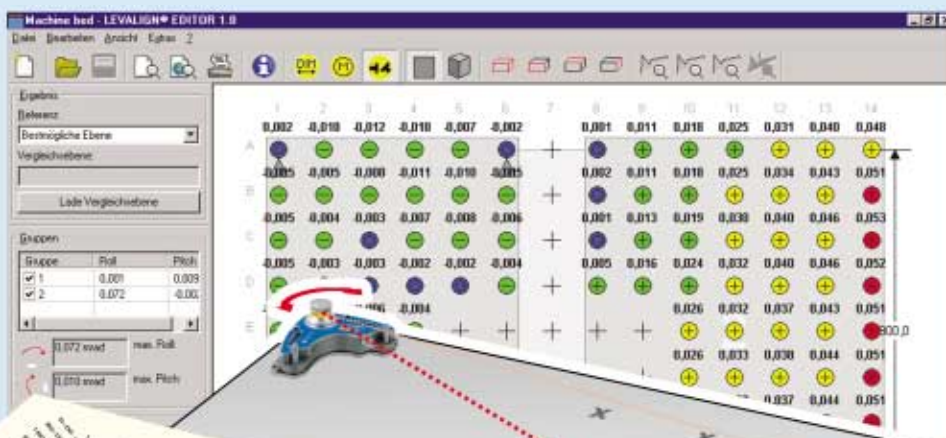 Machine bed - LEVALIGN® EDITOR 1.0
Datei Bearbeiten Ansicht Extras ?
DIM
Ergebnis
Referenz
Bestmögliche Ebene
Vergleichsebene
Lade Vergleichsebene
Gruppen
Gruppe Roll Pitch
1 0.001 0.009
2 0.072 -0.00
0,072 mrad max. Roll
0,010 mrad max. Pitch
1 2 3 4 5 6 7 8 9 10 11 12 13 14
0,002 -0,010 -0,012 -0,010 -0,007 -0,002 0,001 0,011 0,018 0,025 0,031 0,040 0,048
A
-0,005 -0,005 -0,008 -0,011 -0,010 -0,005 0,002 0,011 0,018 0,025 0,034 0,043 0,051
B
-0,005 -0,004 -0,003 -0,007 -0,008 -0,006 0,001 0,013 0,019 0,030 0,040 0,046 0,053
C
-0,005 -0,003 -0,003 -0,002 -0,002 -0,004 0,005 0,016 0,024 0,032 0,040 0,046 0,052
D
-0,004 0,026 0,032 0,037 0,043 0,051
E
800,0
0,026 0,033 0,038 0,044 0,051
0,037 0,044 0,051